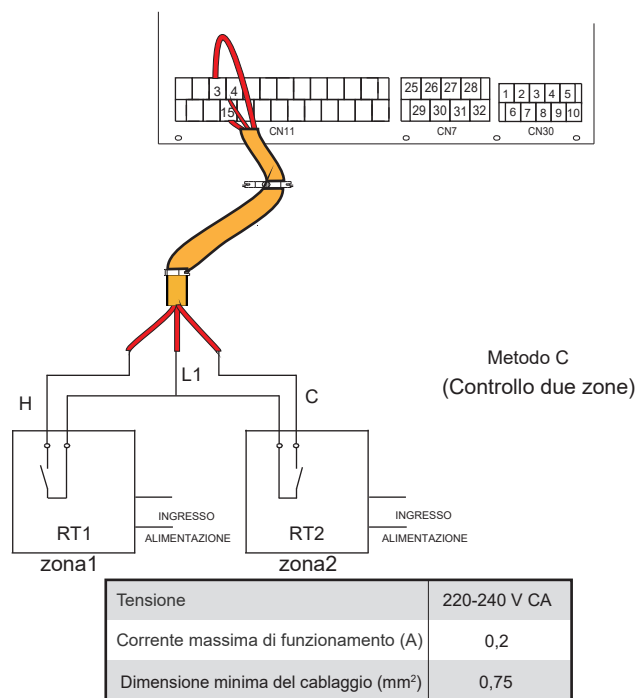 3 4
25 26 27 28
1 2 3 4 5
15
29 30 31 32
6 7 8 9 10
CN11
CN7
CN30
Metodo C
(Controllo due zone)
L1
H
C
INGRESSO
ALIMENTAZIONE
RT1
INGRESSO
ALIMENTAZIONE
RT2
zona1
zona2
Tensione 220-240 V CA
Corrente massima di funzionamento (A) 0,2
Dimensione minima del cablaggio (mm²) 0,75